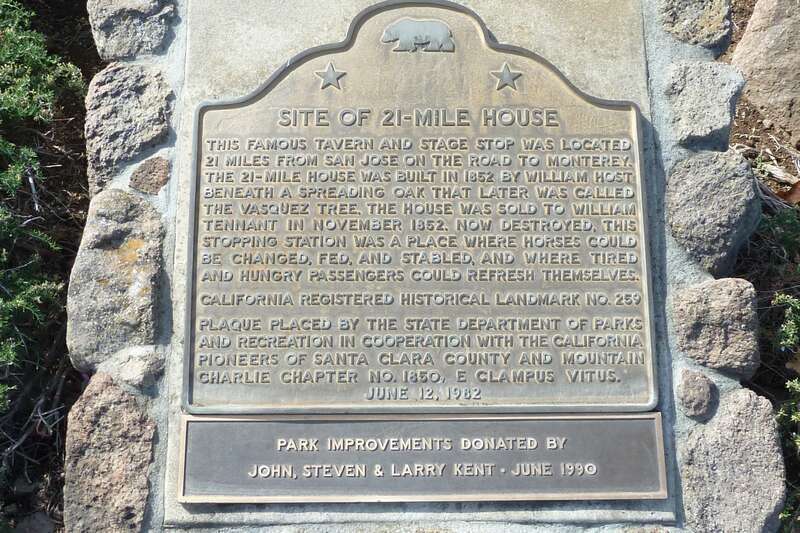 SITE OF 21-MILE HOUSE
THIS FAMOUS TAVERN AND STAGE STOP WAS LOCATED
21 MILES FROM SAN JOSE ON THE ROAD TO MONTEREY.
THE 21-MILE HOUSE WAS BUILT IN 1852 BY WILLIAM HOST
BENEATH A SPREADING OAK THAT LATER WAS CALLED
THE VASQUEZ TREE. THE HOUSE WAS SOLD TO WILLIAM
TENNANT IN NOVEMBER 1852. NOW DESTROYED, THIS
STOPPING STATION WAS A PLACE WHERE HORSES COULD
BE CHANGED, FED, AND STABLED, AND WHERE TIRED
AND HUNGRY PASSENGERS COULD REFRESH THEMSELVES.
CALIFORNIA REGISTERED HISTORICAL LANDMARK NO. 259
PLAQUE PLACED BY THE STATE DEPARTMENT OF PARKS
AND RECREATION IN COOPERATION WITH THE CALIFORNIA
PIONEERS OF SANTA CLARA COUNTY AND MOUNTAIN
CHARLIE CHAPTER NO. 1850, E CLAMPUS VITUS.
JUNE 12, 1982
PARK IMPROVEMENTS DONATED BY
JOHN, STEVEN & LARRY KENT · JUNE 1990